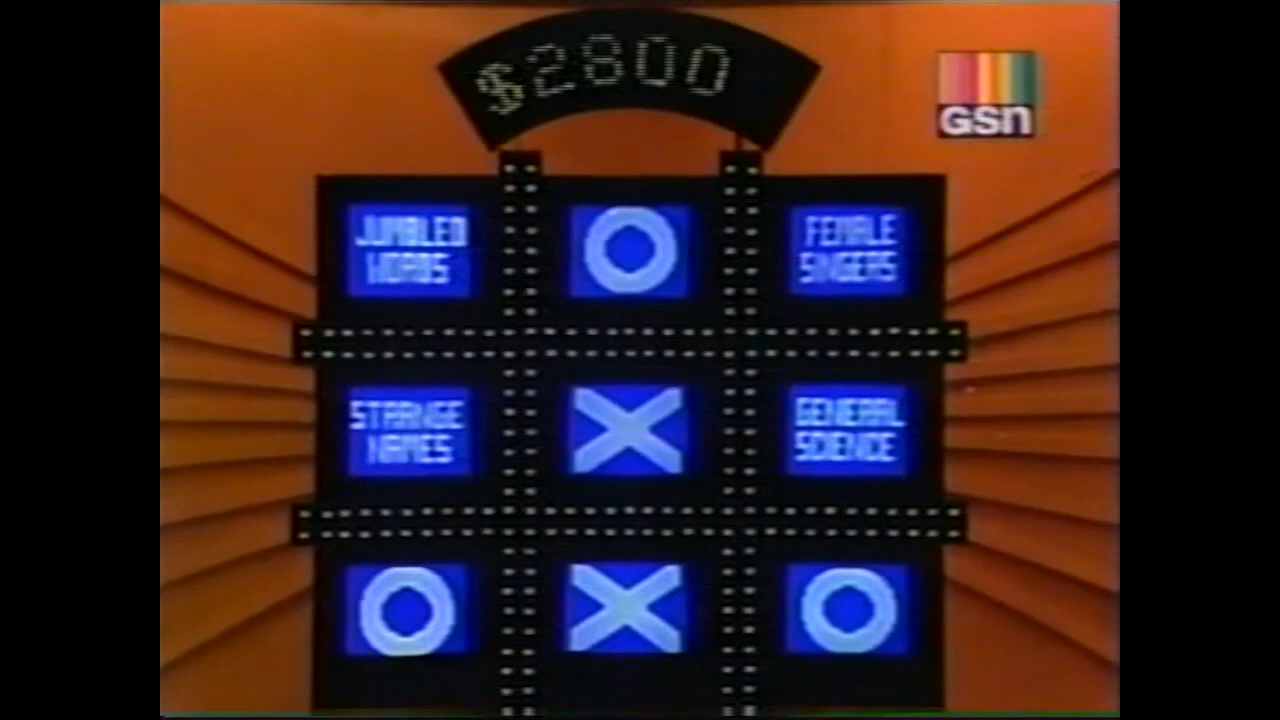 $2800
GSN
JUMBLED
WORDS
O
FEMALE
SINGERS
STRANGE
NAMES
X
GENERAL
SCIENCE
O
X
O